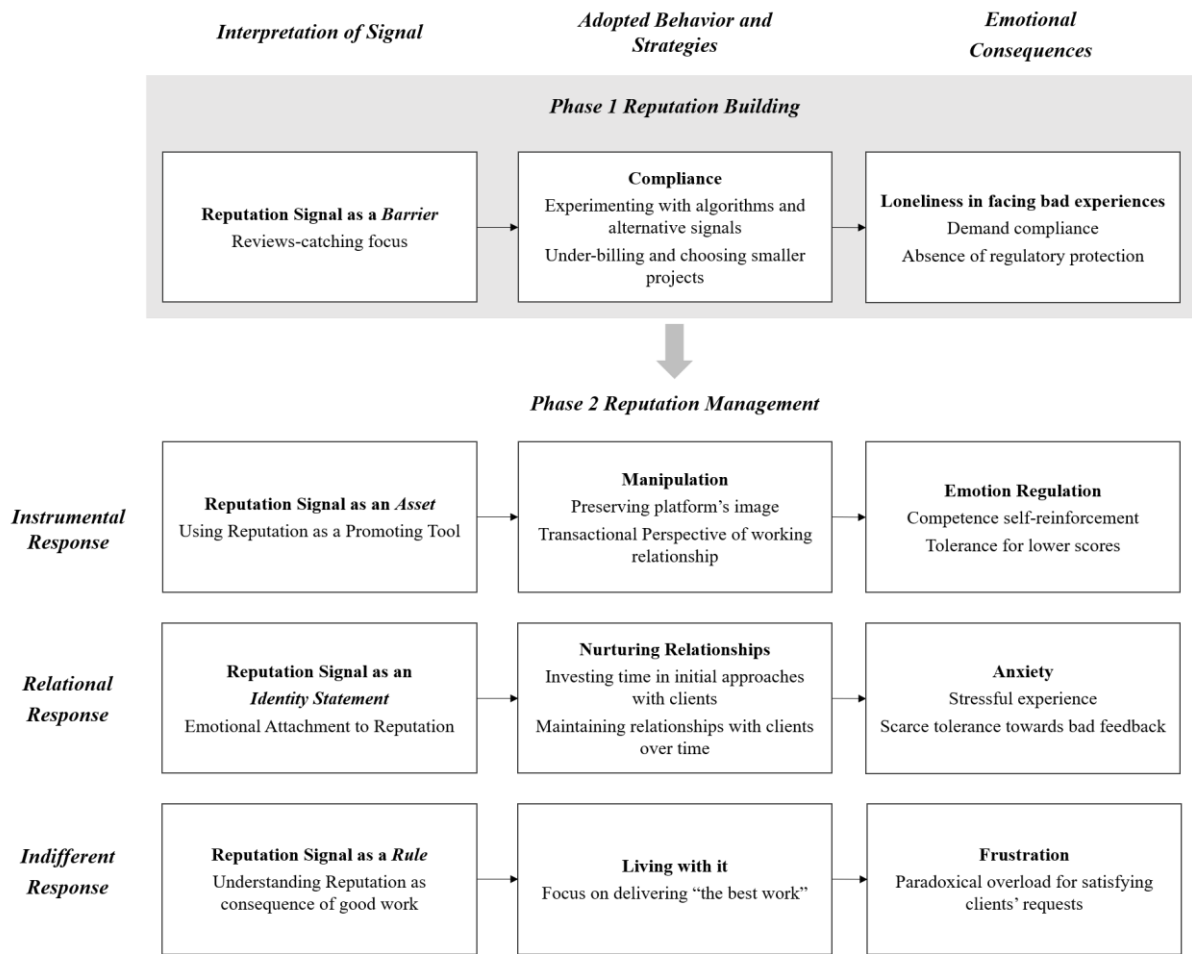 Interpretation of Signal
Adopted Behavior and
Strategies
Emotional
Consequences
Phase 1 Reputation Building
Reputation Signal as a Barrier
Reviews-catching focus
Compliance
Experimenting with algorithms and
alternative signals
Under-billing and choosing smaller
projects
Loneliness in facing bad experiences
Demand compliance
Absence of regulatory protection
Phase 2 Reputation Management
Instrumental
Response
Reputation Signal as an Asset
Using Reputation as a Promoting Tool
Manipulation
Preserving platform's image
Transactional Perspective of working
relationship
Emotion Regulation
Competence self-reinforcement
Tolerance for lower scores
Relational
Response
Reputation Signal as an
Identity Statement
Emotional Attachment to Reputation
Nurturing Relationships
Investing time in initial approaches
with clients
Maintaining relationships with clients
over time
Anxiety
Stressful experience
Scarce tolerance towards bad feedback
Indifferent
Response
Reputation Signal as a Rule
Understanding Reputation as
consequence of good work
Living with it
Focus on delivering “the best work”
Frustration
Paradoxical overload for satisfying
clients' requests